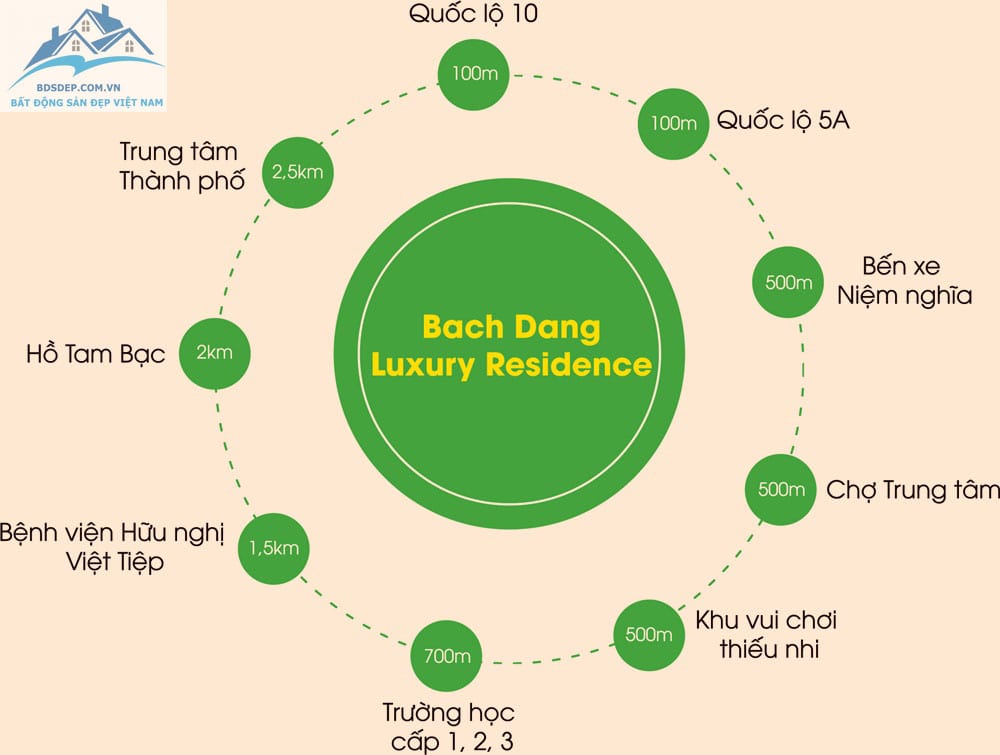 BDSDEP.COM.VN
BẤT ĐỘNG SẢN ĐẸP VIỆT NAM
Quốc lộ 10
100m
100m
Quốc lộ 5A
Trung tâm
Thành phố
2,5km
500m
Bến xe
Niệm nghĩa
Bach Dang
Luxury Residence
Hồ Tam Bạc
2km
500m
Chợ Trung tâm
Bệnh viện Hữu nghị
Việt Tiệp
1,5km
500m
Khu vui chơi
thiếu nhi
700m
Trường học
cấp 1, 2, 3